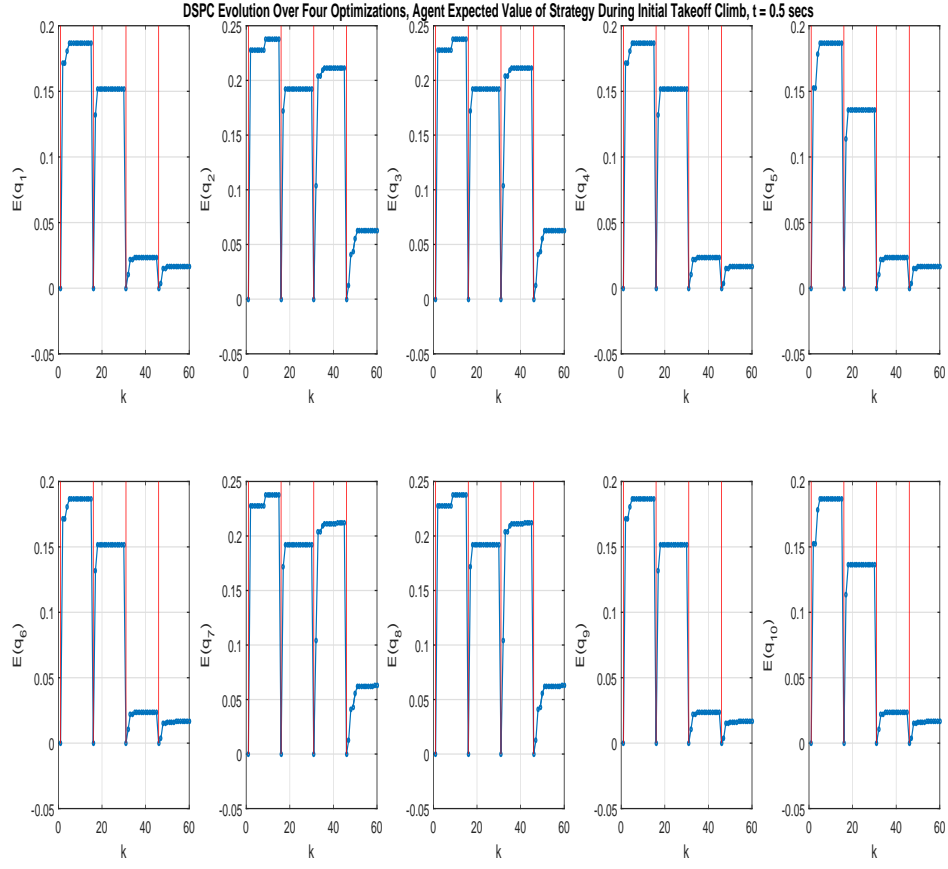 DSPC Evolution Over Four Optimizations, Agent Expected Value of Strategy During Initial Takeoff Climb, t = 0.5 secs
0.2
0.15
0.1
0.05
0
-0.05
E(q1)
0 20 40 60
k
0.25
0.2
0.15
0.1
0.05
0
-0.05
E(q2)
0 20 40 60
k
0.25
0.2
0.15
0.1
0.05
0
-0.05
E(q3)
0 20 40 60
k
0.2
0.15
0.1
0.05
0
-0.05
E(q4)
0 20 40 60
k
0.2
0.15
0.1
0.05
0
-0.05
E(q5)
0 20 40 60
k
0.2
0.15
0.1
0.05
0
-0.05
E(q6)
0 20 40 60
k
0.25
0.2
0.15
0.1
0.05
0
-0.05
E(q7)
0 20 40 60
k
0.25
0.2
0.15
0.1
0.05
0
-0.05
E(q8)
0 20 40 60
k
0.2
0.15
0.1
0.05
0
-0.05
E(q9)
0 20 40 60
k
0.2
0.15
0.1
0.05
0
-0.05
E(q10)
0 20 40 60
k